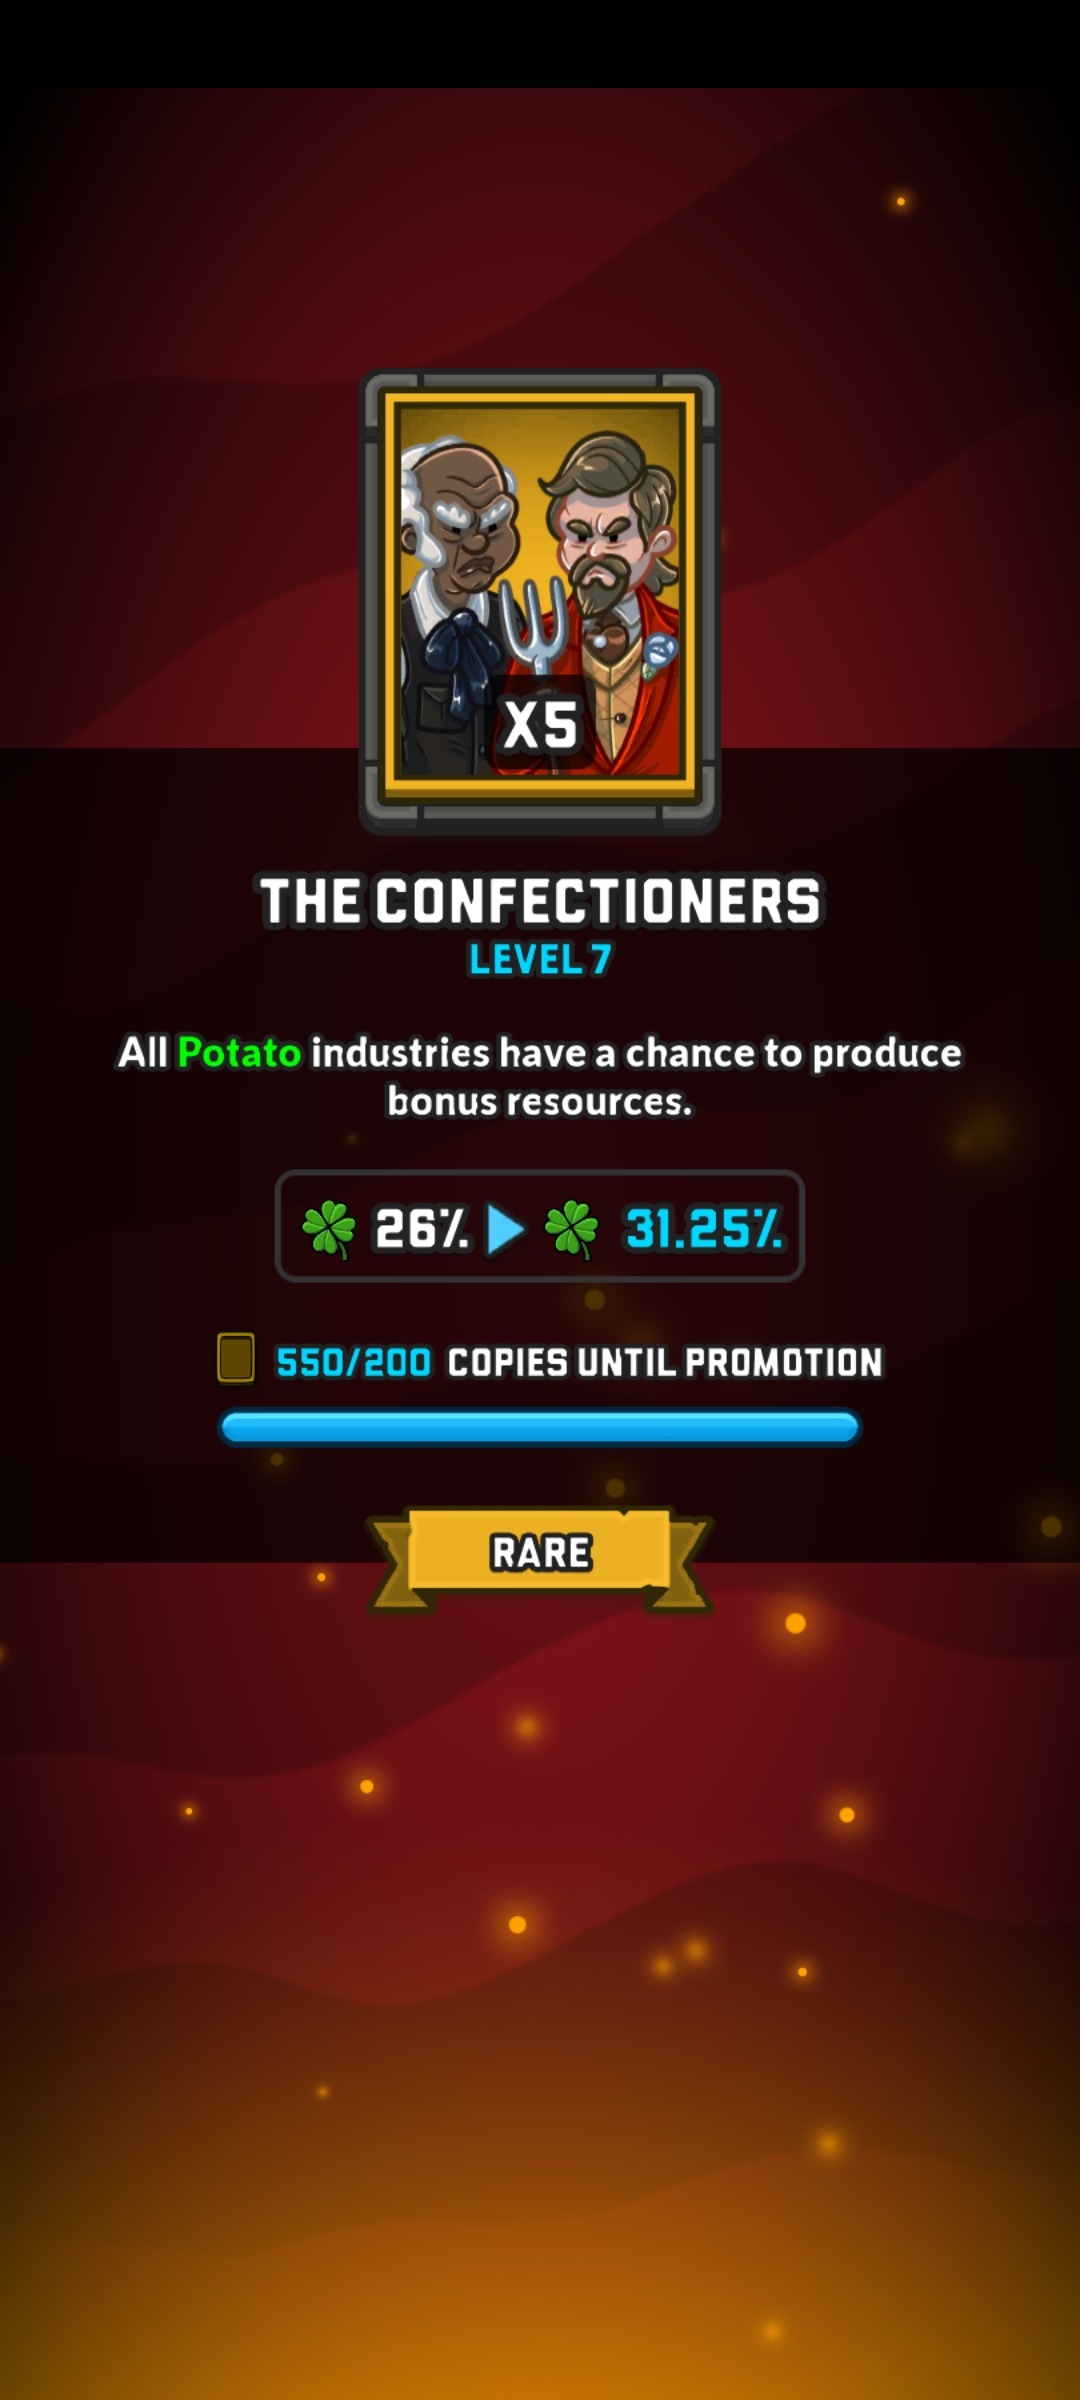 X5
THE CONFECTIONERS
LEVEL 7
All Potato industries have a chance to produce
bonus resources.
26% 31.25%
550/200 COPIES UNTIL PROMOTION
RARE